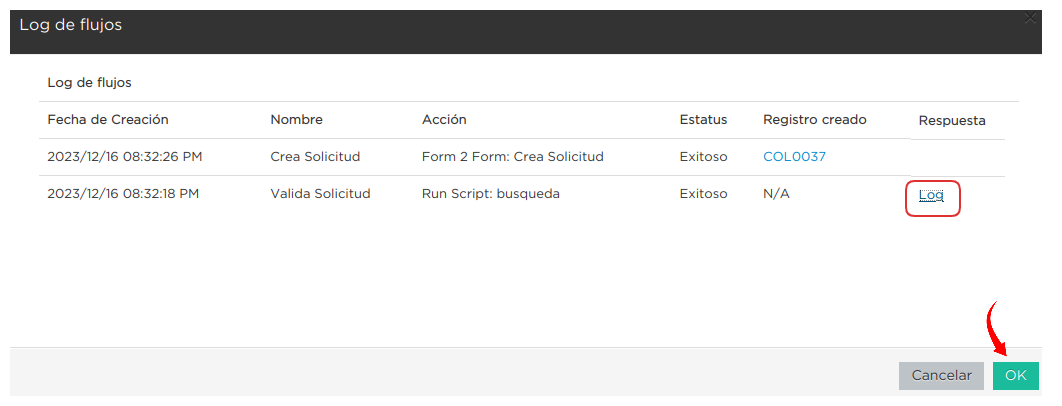 Log de flujos
Log de flujos
Fecha de Creación Nombre Acción Estatus Registro creado Respuesta
2023/12/16 08:32:26 PM Crea Solicitud Form 2 Form: Crea Solicitud Exitoso COL0037
2023/12/16 08:32:18 PM Valida Solicitud Run Script: busqueda Exitoso N/A Log
Cancelar OK